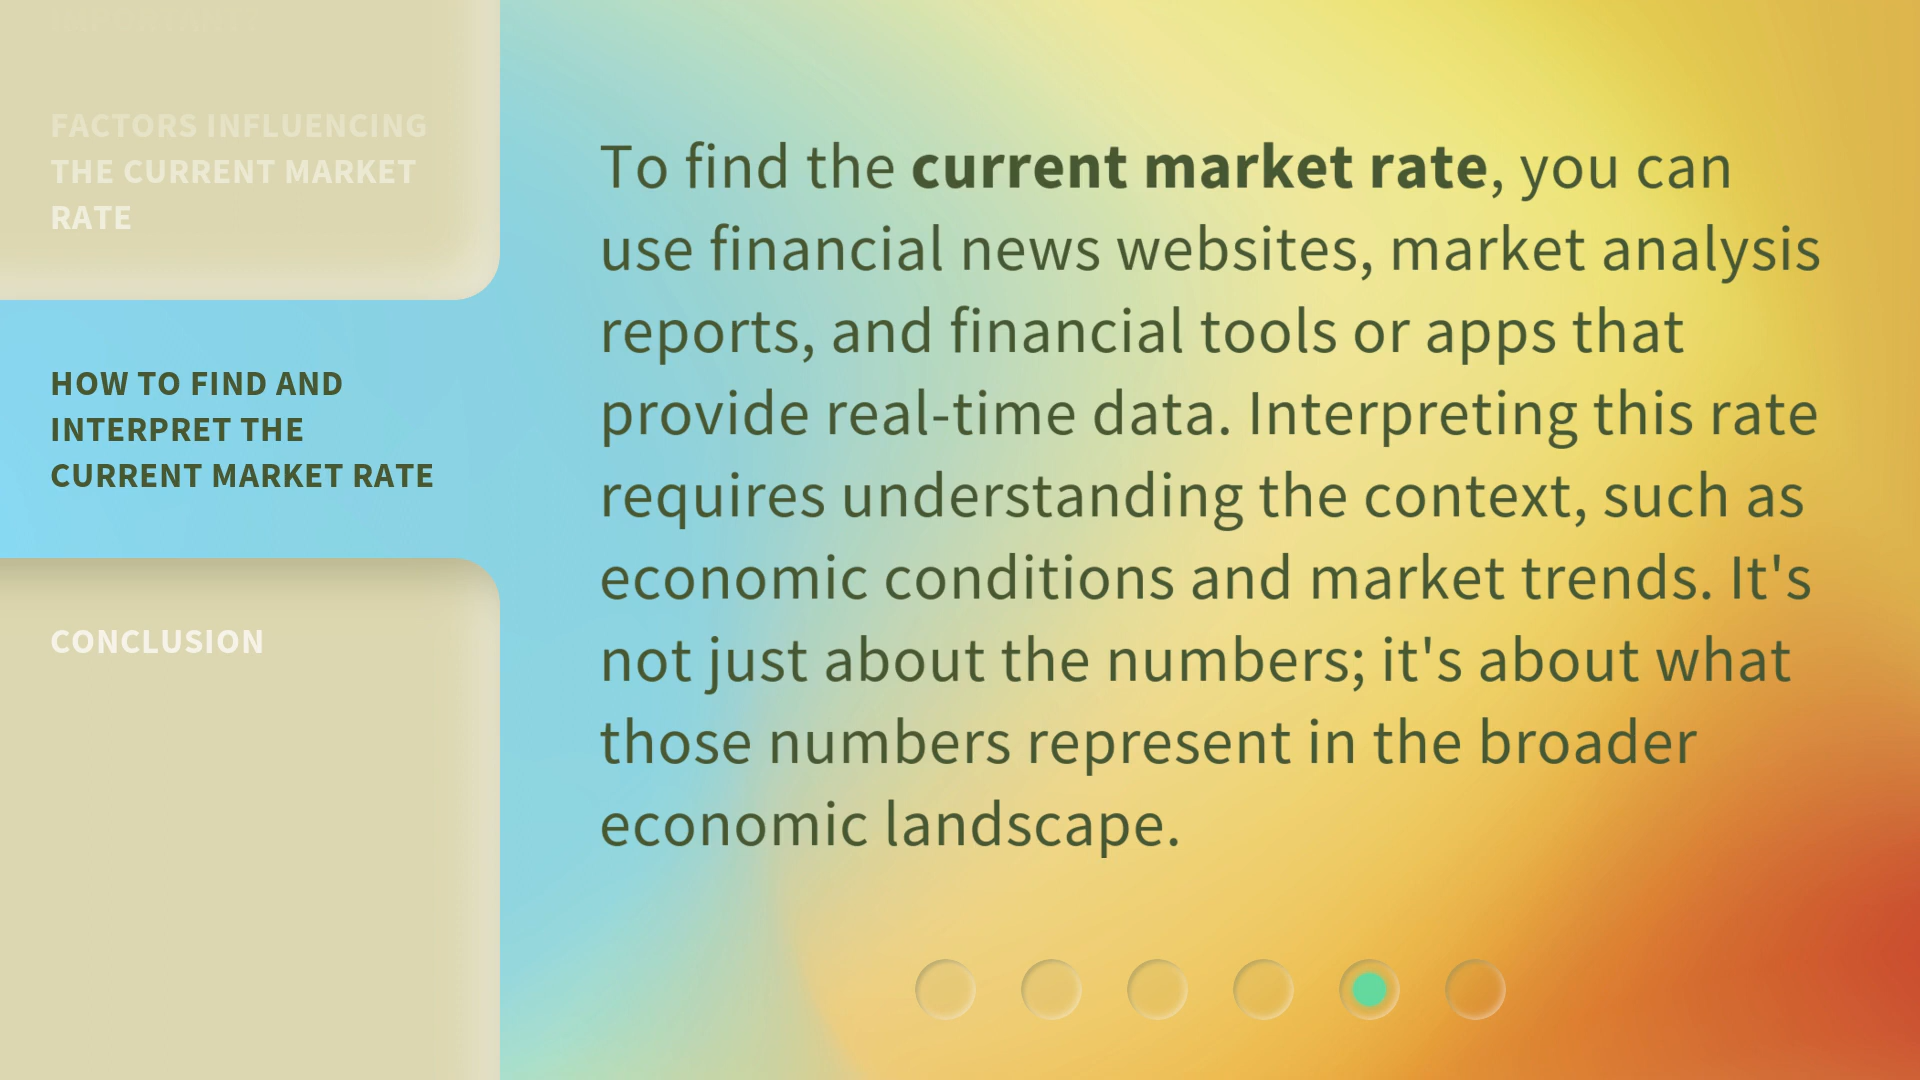 FACTORS INFLUENCING
THE CURRENT MARKET
RATE
HOW TO FIND AND
INTERPRET THE
CURRENT MARKET RATE
CONCLUSION
To find the current market rate, you can
use financial news websites, market analysis
reports, and financial tools or apps that
provide real-time data. Interpreting this rate
requires understanding the context, such as
economic conditions and market trends. It's
not just about the numbers; it's about what
those numbers represent in the broader
economic landscape.